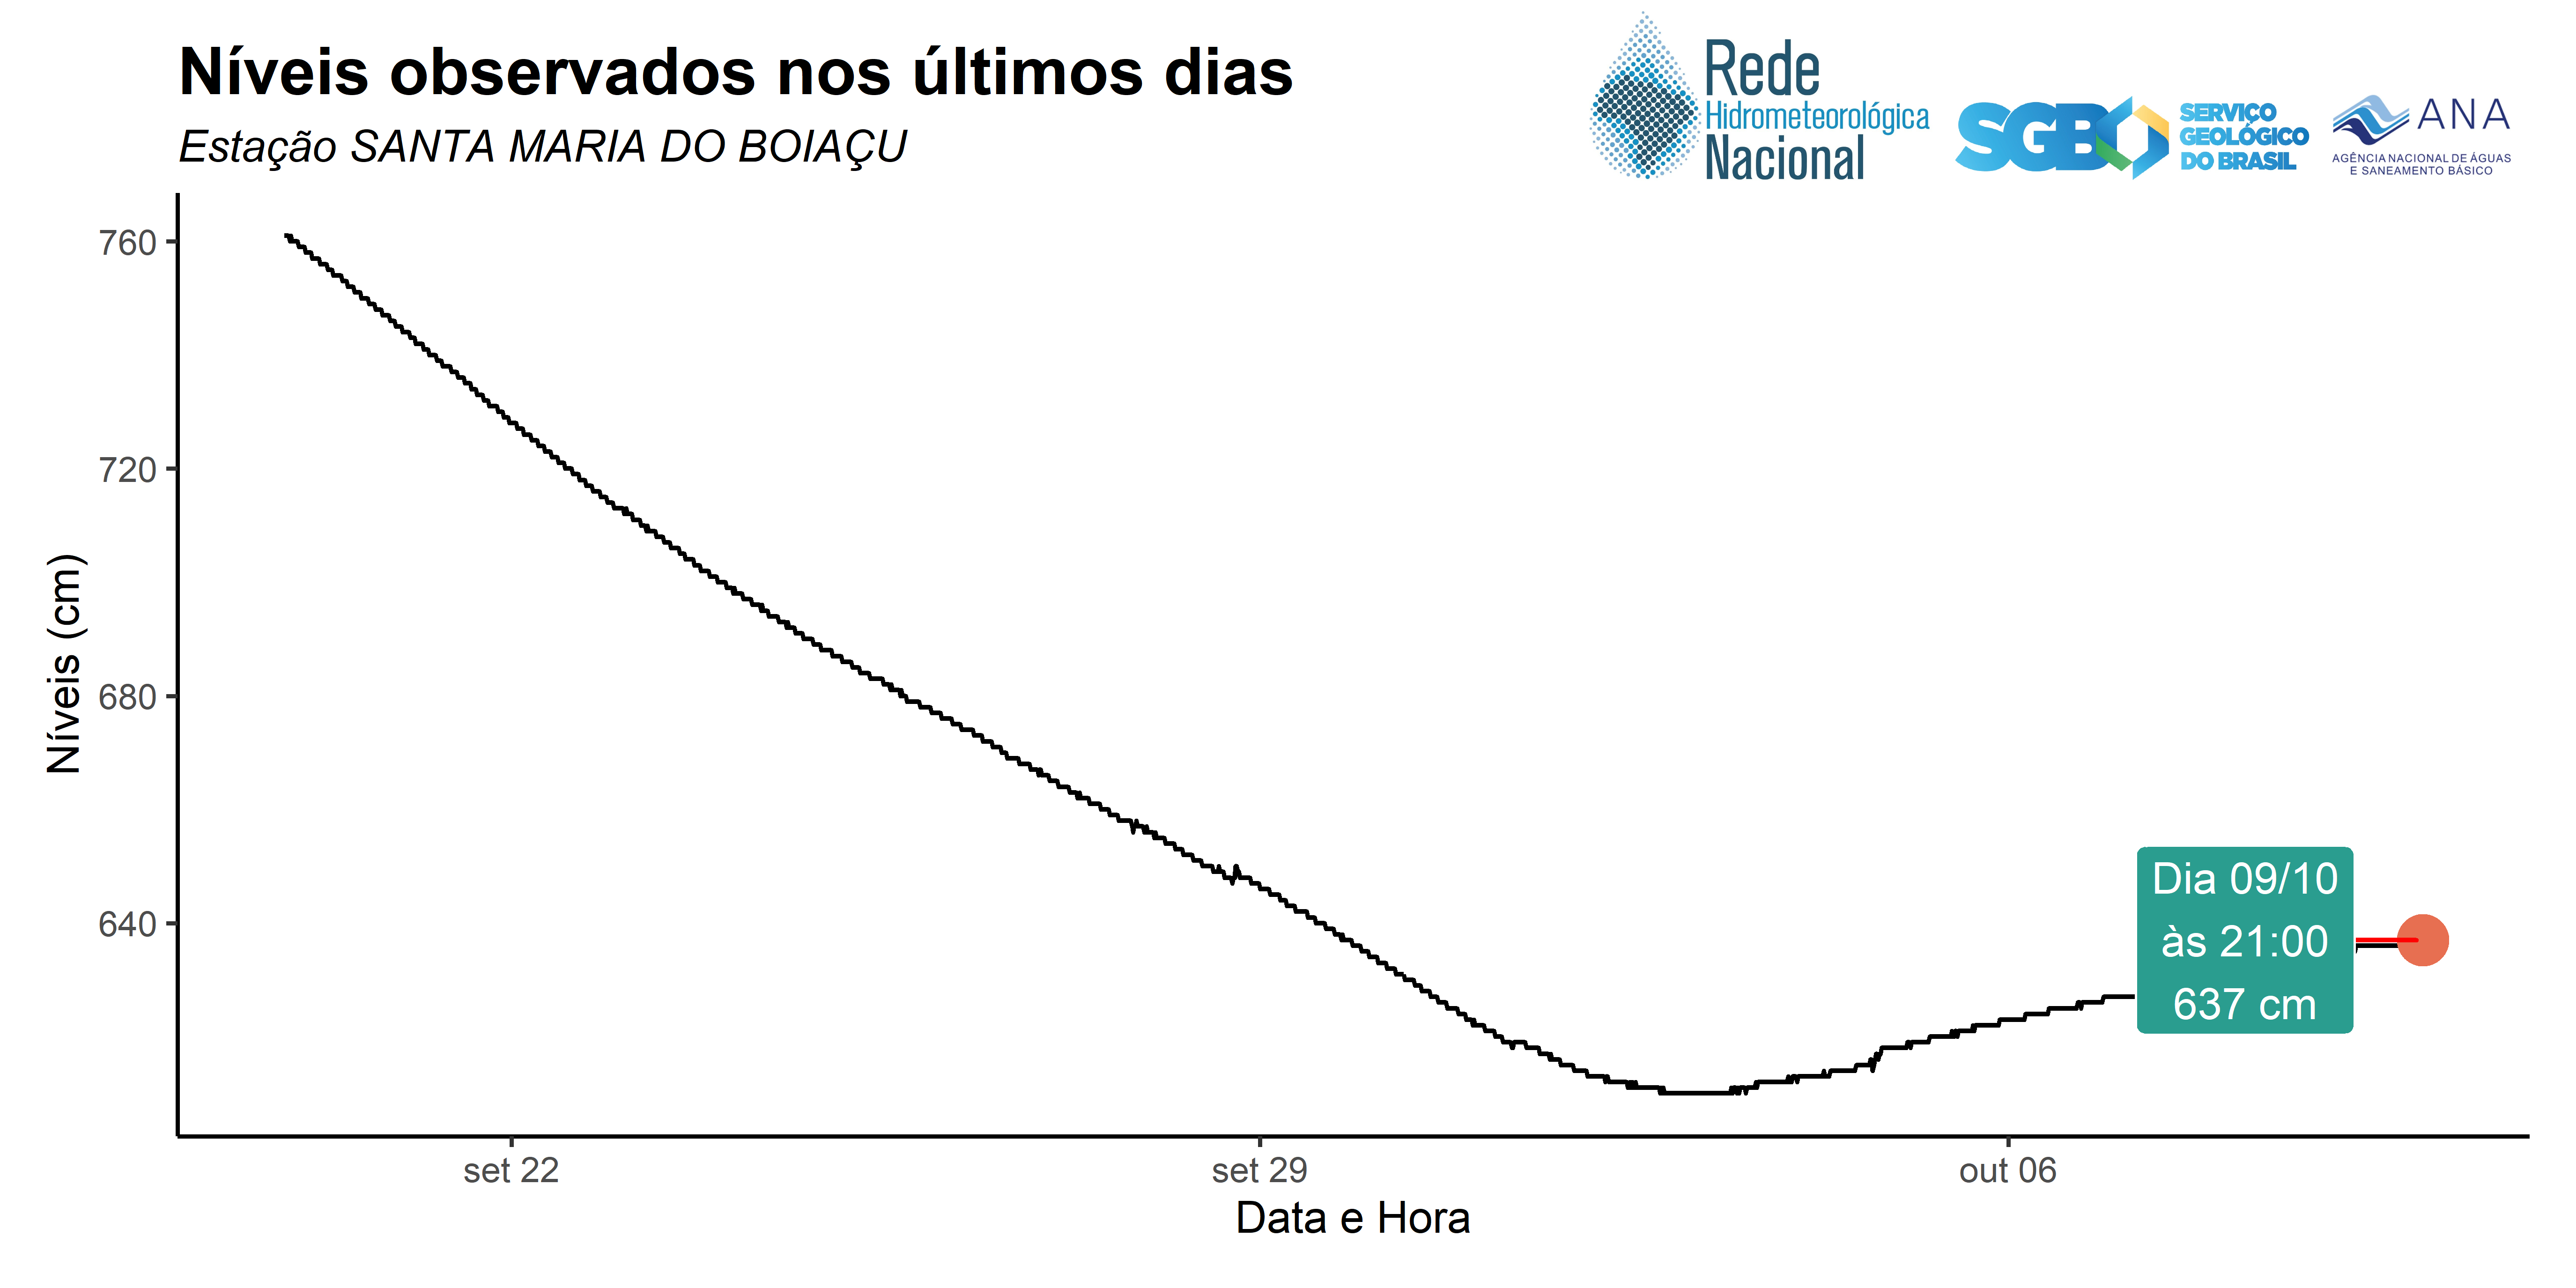 Níveis observados nos últimos dias
Estação SANTA MARIA DO BOIAÇU
Rede
Hidrometeorológica
Nacional
SGB
SERVIÇO
GEOLÓGICO
DO BRASIL
ANA
AGÊNCIA NACIONAL DE ÁGUAS
E SANEAMENTO BÁSICO
Níveis (cm)
760
720
680
640
Dia 09/10
às 21:00
637 cm
set 22
set 29
out 06
Data e Hora